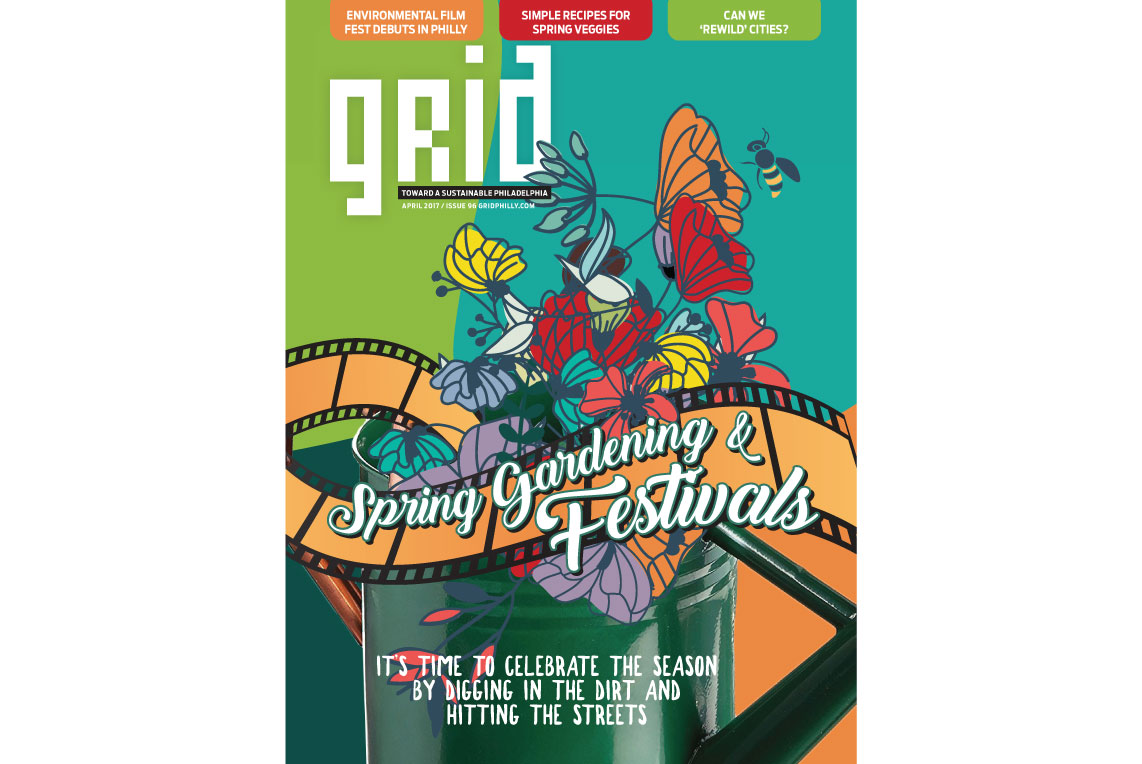 ENVIRONMENTAL FILM
FEST DEBUTS IN PHILLY
SIMPLE RECIPES FOR
SPRING VEGGIES
CAN WE
'REWILD' CITIES?
gRid
TOWARD A SUSTAINABLE PHILADELPHIA
APRIL 2017 / ISSUE 96 GRIDPHILLY.COM
Spring Gardening &
Festivals
IT'S TIME TO CELEBRATE THE SEASON
BY DIGGING IN THE DIRT AND
HITTING THE STREETS